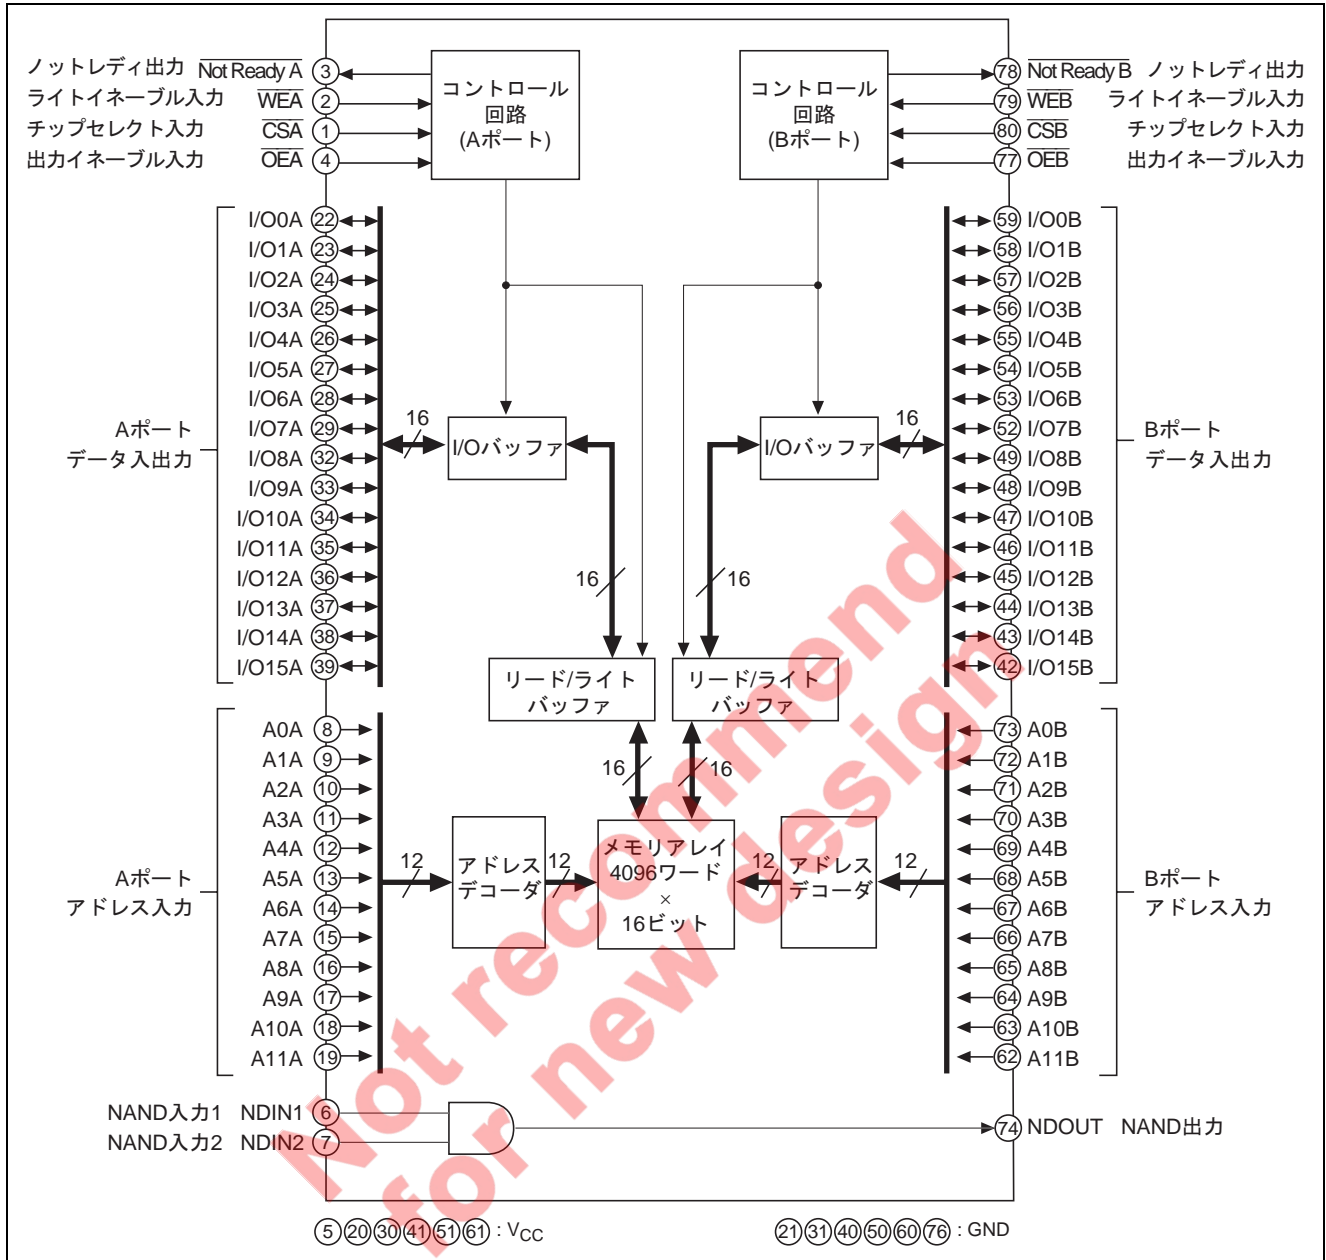 ノットレディ出力 Not Ready A 3
ライトイネーブル入力 WEA 2
チップセレクト入力 CSA 1
出力イネーブル入力 OEA 4
コントロール
回路
(Aポート)
コントロール
回路
(Bポート)
78 Not Ready B ノットレディ出力
79 WEB ライトイネーブル入力
80 CSB チップセレクト入力
77 OEB 出力イネーブル入力
Aポート
データ入出力
I/O0A 22
I/O1A 23
I/O2A 24
I/O3A 25
I/O4A 26
I/O5A 27
I/O6A 28
I/O7A 29
I/O8A 32
I/O9A 33
I/O10A 34
I/O11A 35
I/O12A 36
I/O13A 37
I/O14A 38
I/O15A 39
16
I/Oバッファ
I/Oバッファ
16
16
16
59 I/O0B
58 I/O1B
57 I/O2B
56 I/O3B
55 I/O4B
54 I/O5B
53 I/O6B
52 I/O7B
49 I/O8B
48 I/O9B
47 I/O10B
46 I/O11B
45 I/O12B
44 I/O13B
43 I/O14B
42 I/O15B
Bポート
データ入出力
リード/ライト
バッファ
リード/ライト
バッファ
16
16
Aポート
アドレス入力
A0A 8
A1A 9
A2A 10
A3A 11
A4A 12
A5A 13
A6A 14
A7A 15
A8A 16
A9A 17
A10A 18
A11A 19
12
アドレス
デコーダ
12
メモリアレイ
4096ワード
×
16ビット
12
アドレス
デコーダ
12
73 A0B
72 A1B
71 A2B
70 A3B
69 A4B
68 A5B
67 A6B
66 A7B
65 A8B
64 A9B
63 A10B
62 A11B
Bポート
アドレス入力
NAND入力1 NDIN1 6
NAND入力2 NDIN2 7
74 NDOUT NAND出力
5 20 30 41 51 61 : VCC
21 31 40 50 60 76 : GND
Not recommend
for new design